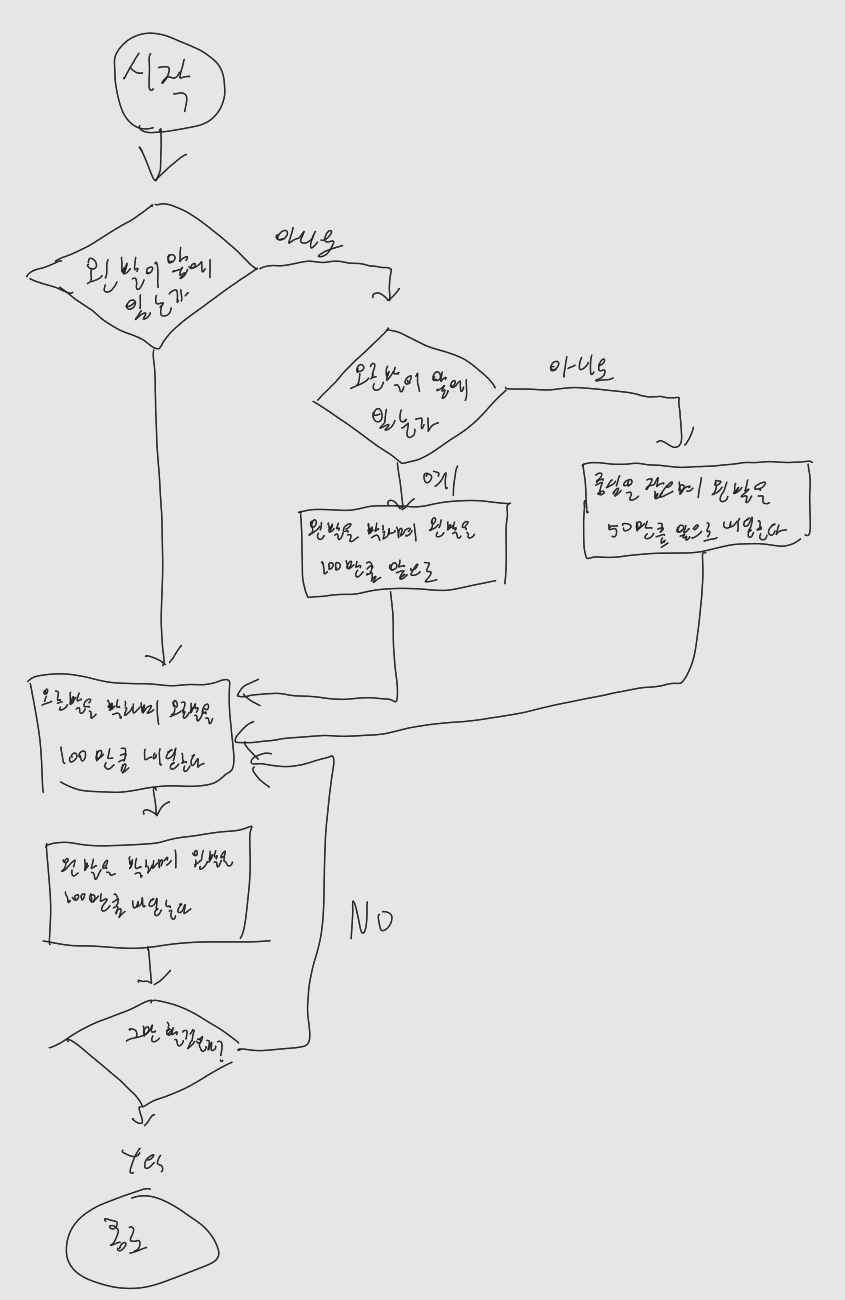 시작
왼발이 앞에
있는가
아니오
오른발이 앞에
있는가
아니오
예
왼발을 박차며 왼발을
100만큼 앞으로
중심을 잡으며 왼발을
50만큼 앞으로 내딛는다
오른발을 박차며 오른발을
100만큼 내딛는다
왼발을 박차며 왼발을
100만큼 내딛는다
NO
그만 할 것인가?
Yes
종료